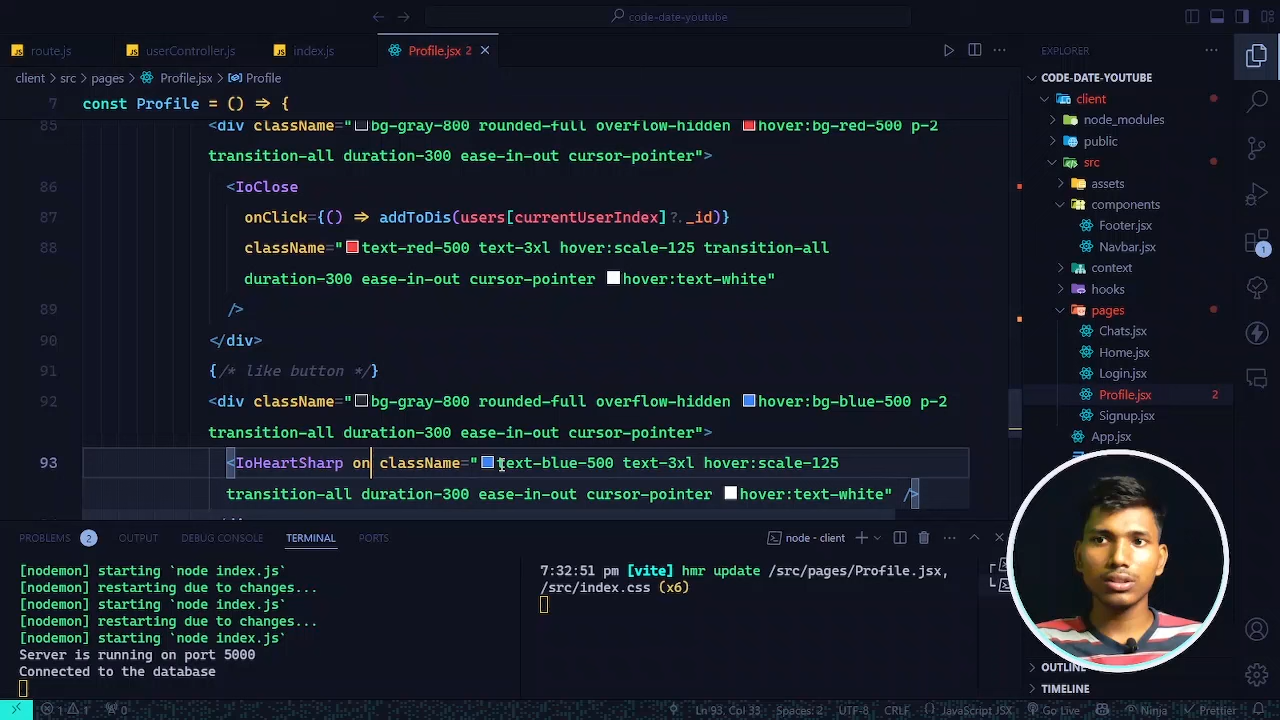 code-date-youtube
route.js
userController.js
index.js
Profile.jsx 2
EXPLORER
client > src > pages > Profile.jsx > Profile
7 const Profile = () => {
85 <div className="bg-gray-800 rounded-full overflow-hidden hover:bg-red-500 p-2
transition-all duration-300 ease-in-out cursor-pointer">
86 <IoClose
87 onClick={() => addToDis(users[currentUserIndex]?._id)}
88 className="text-red-500 text-3xl hover:scale-125 transition-all
duration-300 ease-in-out cursor-pointer hover:text-white"
89 />
90 </div>
91 {/* like button */}
92 <div className="bg-gray-800 rounded-full overflow-hidden hover:bg-blue-500 p-2
transition-all duration-300 ease-in-out cursor-pointer">
93 <IoHeartSharp on className="text-blue-500 text-3xl hover:scale-125
transition-all duration-300 ease-in-out cursor-pointer hover:text-white" />
CODE-DATE-YOUTUBE
client
node_modules
public
src
assets
components
Footer.jsx
Navbar.jsx
context
hooks
pages
Chats.jsx
Home.jsx
Login.jsx
Profile.jsx 2
Signup.jsx
App.jsx
1
PROBLEMS 2 OUTPUT DEBUG CONSOLE TERMINAL PORTS
node - client
[nodemon] starting `node index.js`
[nodemon] restarting due to changes...
[nodemon] starting `node index.js`
[nodemon] restarting due to changes...
[nodemon] starting `node index.js`
Server is running on port 5000
Connected to the database
7:32:51 pm [vite] hmr update /src/pages/Profile.jsx,
/src/index.css (x6)
OUTLINE
TIMELINE
1 1 0 Ln 93, Col 33 Spaces: 2 UTF-8 CRLF JavaScript JSX Go Live Ninja Prettier